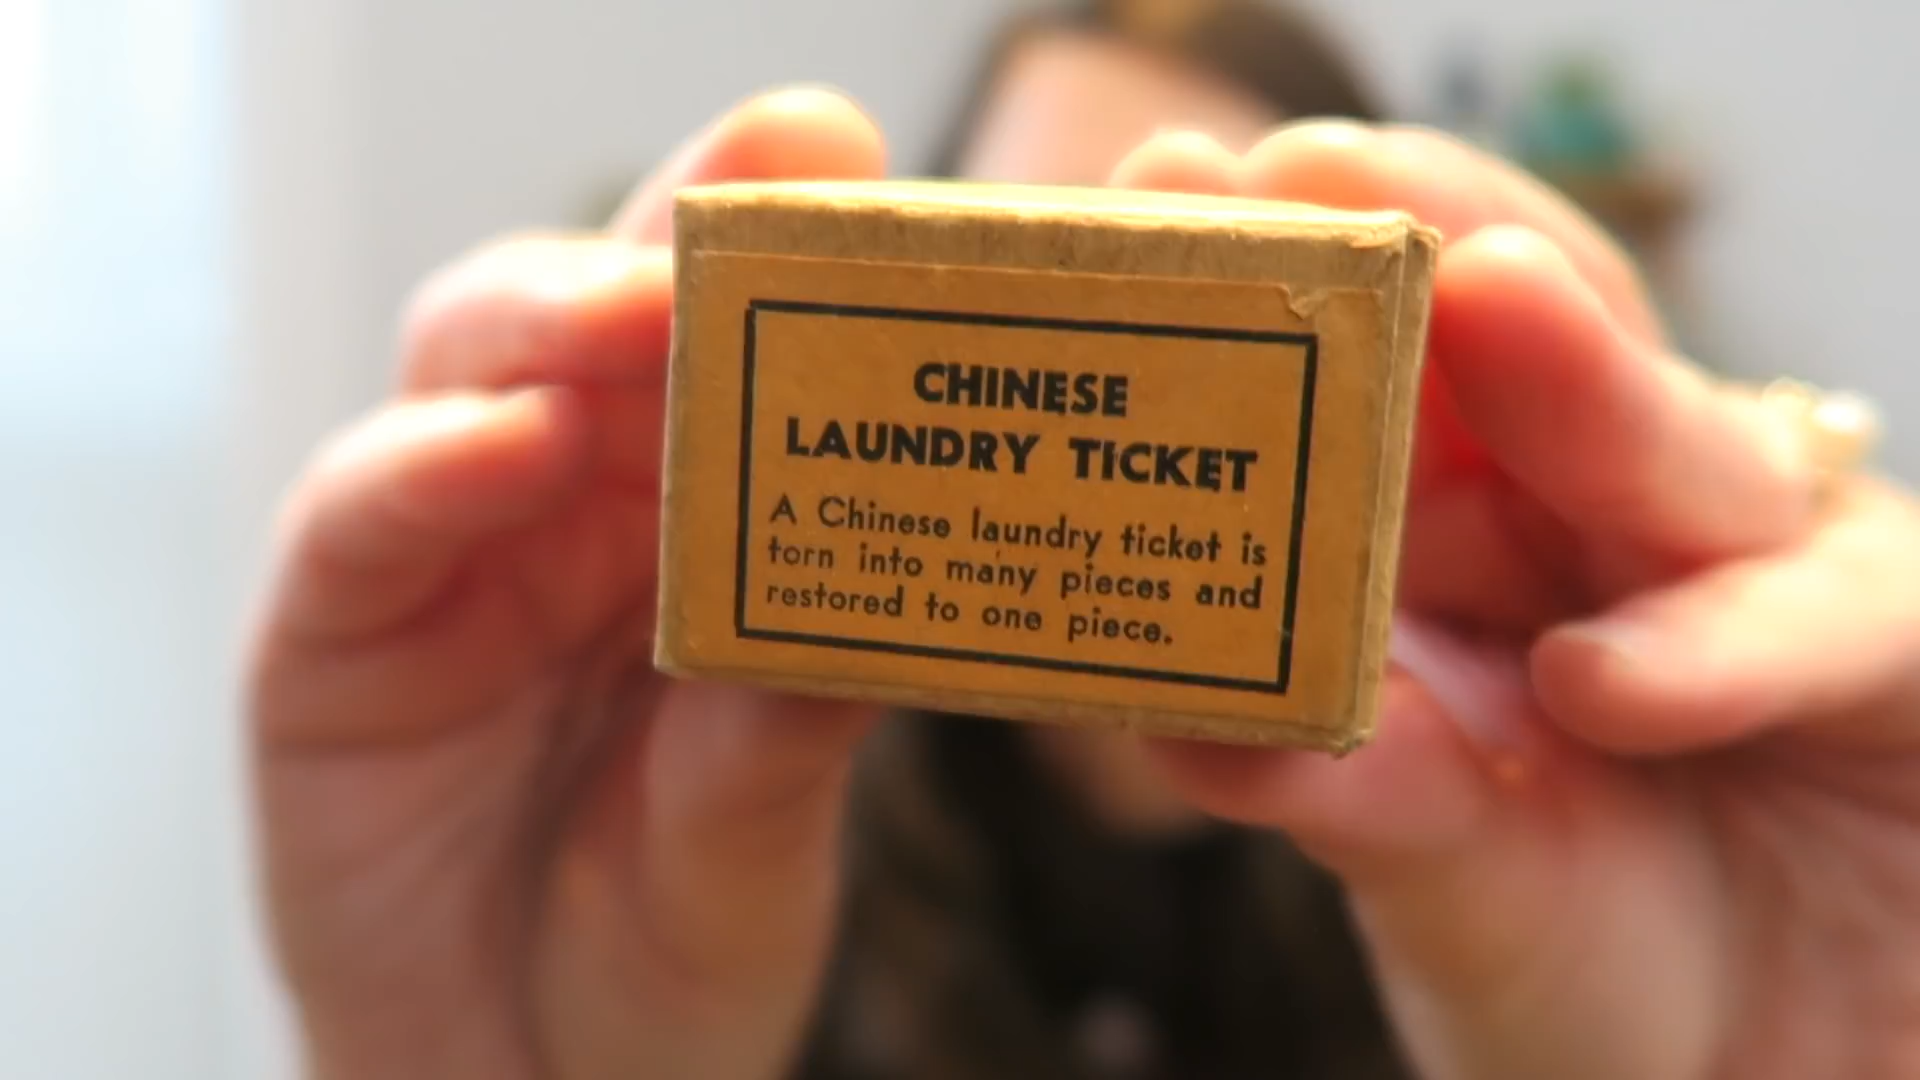 CHINESE
LAUNDRY TICKET
A Chinese laundry ticket is
torn into many pieces and
restored to one piece.